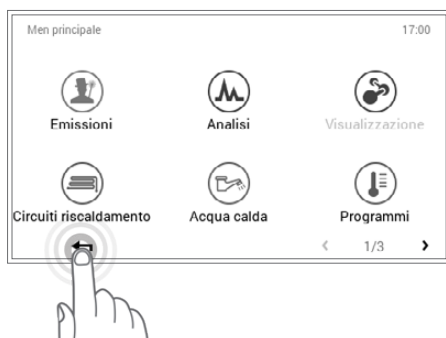 Men principale 17:00
Emissioni Analisi Visualizzazione
Circuiti riscaldamento Acqua calda Programmi
1/3